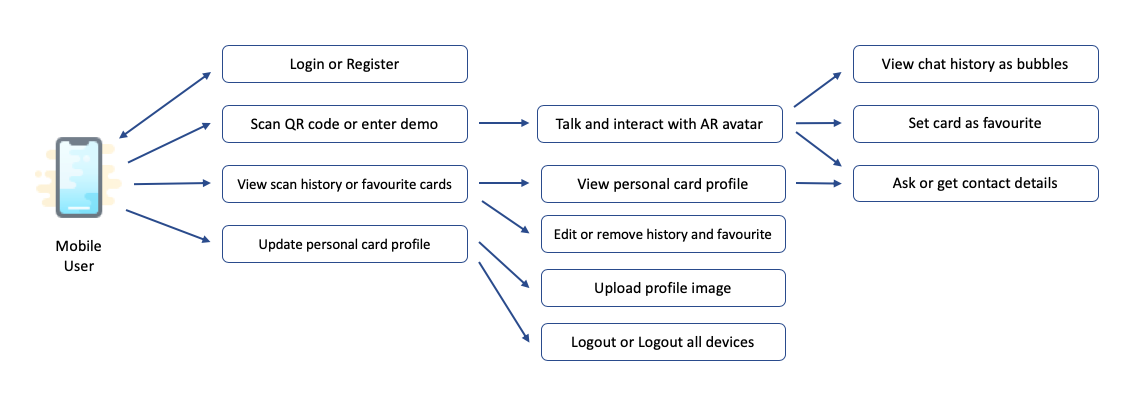 Login or Register
View chat history as bubbles
Scan QR code or enter demo
Talk and interact with AR avatar
Set card as favourite
View scan history or favourite cards
View personal card profile
Ask or get contact details
Edit or remove history and favourite
Update personal card profile
Mobile
User
Upload profile image
Logout or Logout all devices